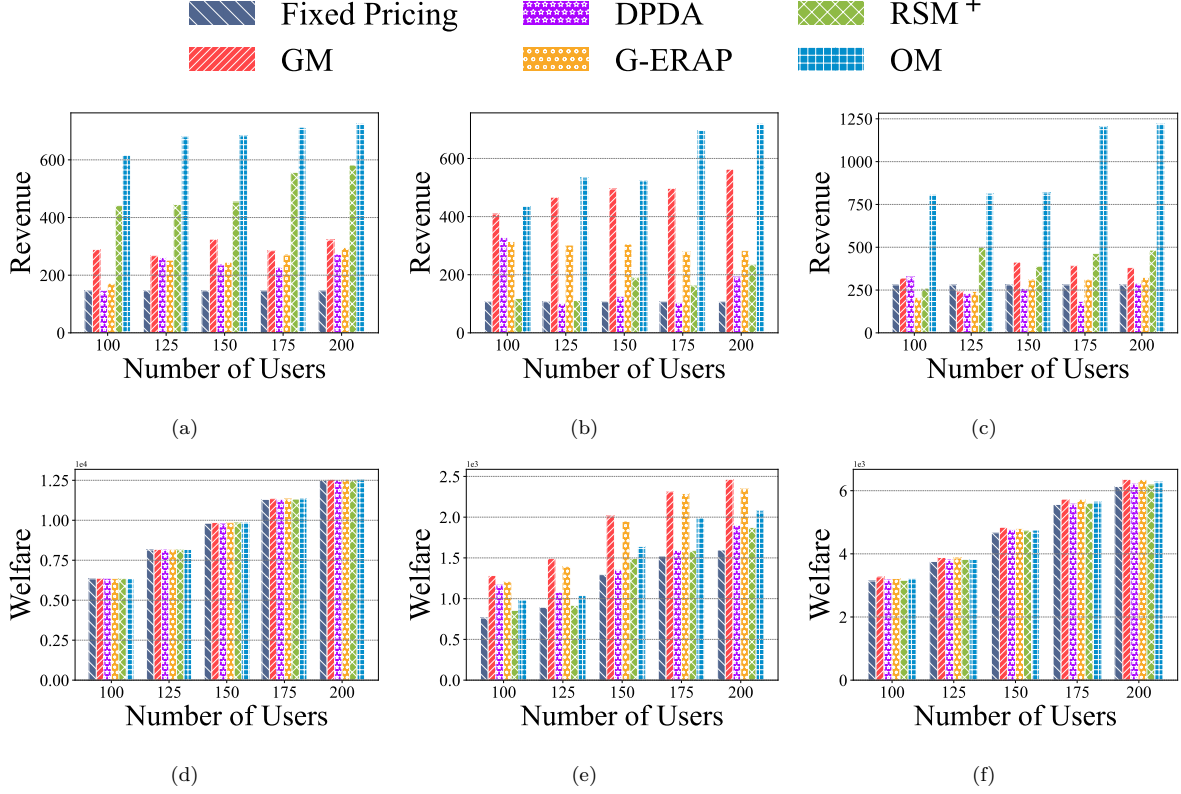 Fixed Pricing DPDA RSM⁺
GM G-ERAP OM
600
400
200
0
100 125 150 175 200
Revenue
Number of Users
(a)
600
400
200
0
100 125 150 175 200
Revenue
Number of Users
(b)
1250
1000
750
500
250
0
100 125 150 175 200
Revenue
Number of Users
(c)
1e4
1.25
1.00
0.75
0.50
0.25
0.00
100 125 150 175 200
Welfare
Number of Users
(d)
1e3
2.5
2.0
1.5
1.0
0.5
0.0
100 125 150 175 200
Welfare
Number of Users
(e)
1e3
6
4
2
0
100 125 150 175 200
Welfare
Number of Users
(f)